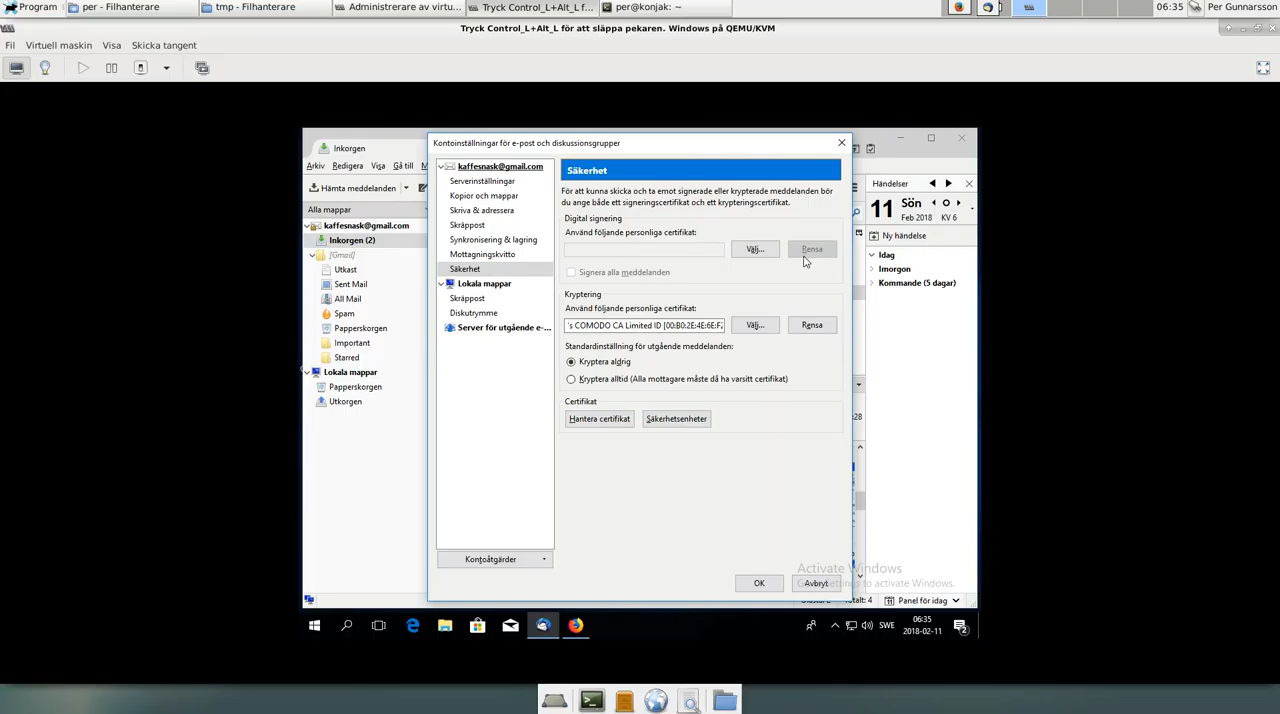 Program
per - Filhanterare
tmp - Filhanterare
Administrerare av virtu...
Tryck Control_L+Alt_L f...
per@konjak: ~
06:35
Per Gunnarsson
Tryck Control_L+Alt_L för att släppa pekaren. Windows på QEMU/KVM
Fil
Virtuell maskin
Visa
Skicka tangent
Inkorgen
Arkiv
Redigera
Visa
Gå till
M
Hämta meddelanden
Alla mappar
kaffesnask@gmail.com
Inkorgen (2)
[Gmail]
Utkast
Sent Mail
All Mail
Spam
Papperskorgen
Important
Starred
Lokala mappar
Papperskorgen
Utkorgen
Kontoinställningar för e-post och diskussionsgrupper
kaffesnask@gmail.com
Serverinställningar
Kopior och mappar
Skriva & adressera
Skräppost
Synkronisering & lagring
Mottagningskvitto
Säkerhet
Lokala mappar
Skräppost
Diskutrymme
Server för utgående e-...
Kontoåtgärder
Säkerhet
För att kunna skicka och ta emot signerade eller krypterade meddelanden bör
du ange både ett signeringscertifikat och ett krypteringscertifikat.
Digital signering
Använd följande personliga certifikat:
Välj...
Rensa
Signera alla meddelanden
Kryptering
Använd följande personliga certifikat:
's COMODO CA Limited ID [00:B0:2E:4E:6E:F2
Välj...
Rensa
Standardinställning för utgående meddelanden:
Kryptera aldrig
Kryptera alltid (Alla mottagare måste då ha varsitt certifikat)
Certifikat
Hantera certifikat
Säkerhetsenheter
OK
Avbryt
Händelser
11
Sön
Feb 2018
KV 6
Ny händelse
Idag
Imorgon
Kommande (5 dagar)
:28
Activate Windows
settings to activate Windows.
Totalt: 4
Panel för idag
SWE
06:35
2018-02-11
2